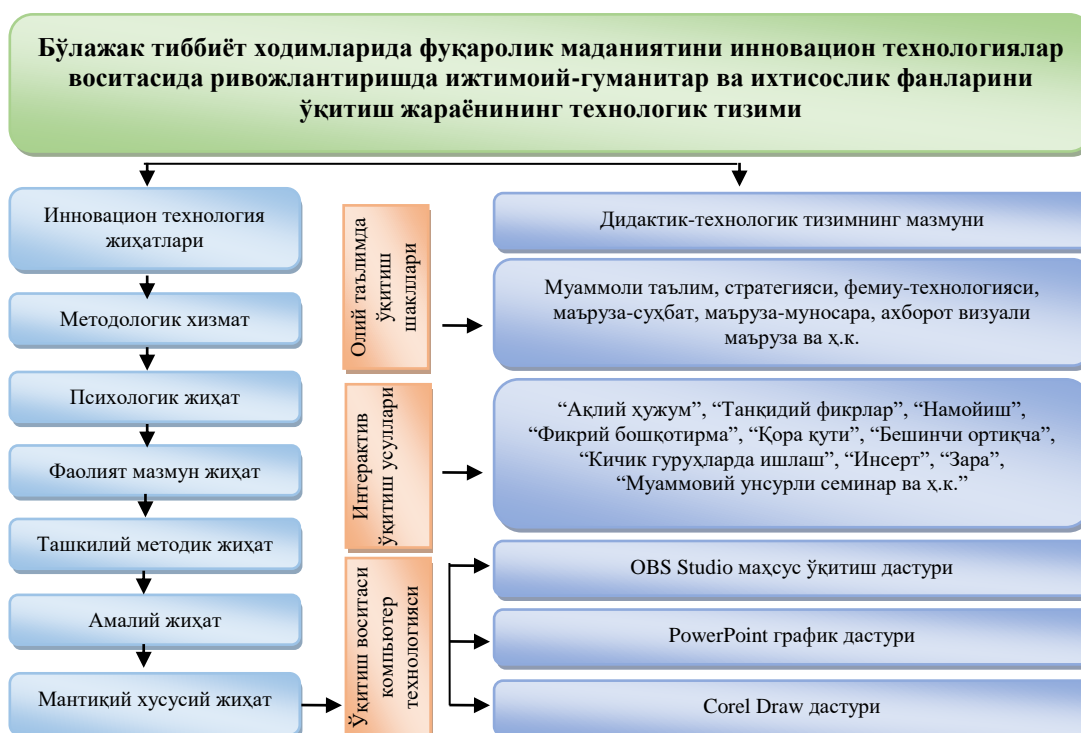 Бўлажак тиббиёт ходимларида фуқаролик маданиятини инновацион технологиялар
воситасида ривожлантиришда ижтимоий-гуманитар ва ихтисослик фанларини
ўқитиш жараёнининг технологик тизими
Инновацион технология
жиҳатлари
Методологик хизмат
Психологик жиҳат
Фаолият мазмун жиҳат
Ташкилий методик жиҳат
Амалий жиҳат
Мантиқий хусусий жиҳат
Олий таълимда
ўқитиш
шакллари
Интерактив
ўқитиш усуллари
Ўқитиш воситаси
компьютер
технологияси
Дидактик-технологик тизимнинг мазмуни
Муаммоли таълим, стратегияси, фемиу-технологияси,
маъруза-суҳбат, маъруза-муносара, ахборот визуали
маъруза ва ҳ.к.
“Ақлий ҳужум”, “Танқидий фикрлар”, “Намойиш”,
“Фикрий бошқотирма”, “Қора қути”, “Бешинчи ортиқча”,
“Кичик гуруҳларда ишлаш”, “Инсерт”, “Зара”,
“Муаммовий унсурли семинар ва ҳ.к.”
OBS Studio махсус ўқитиш дастури
PowerPoint график дастури
Corel Draw дастури